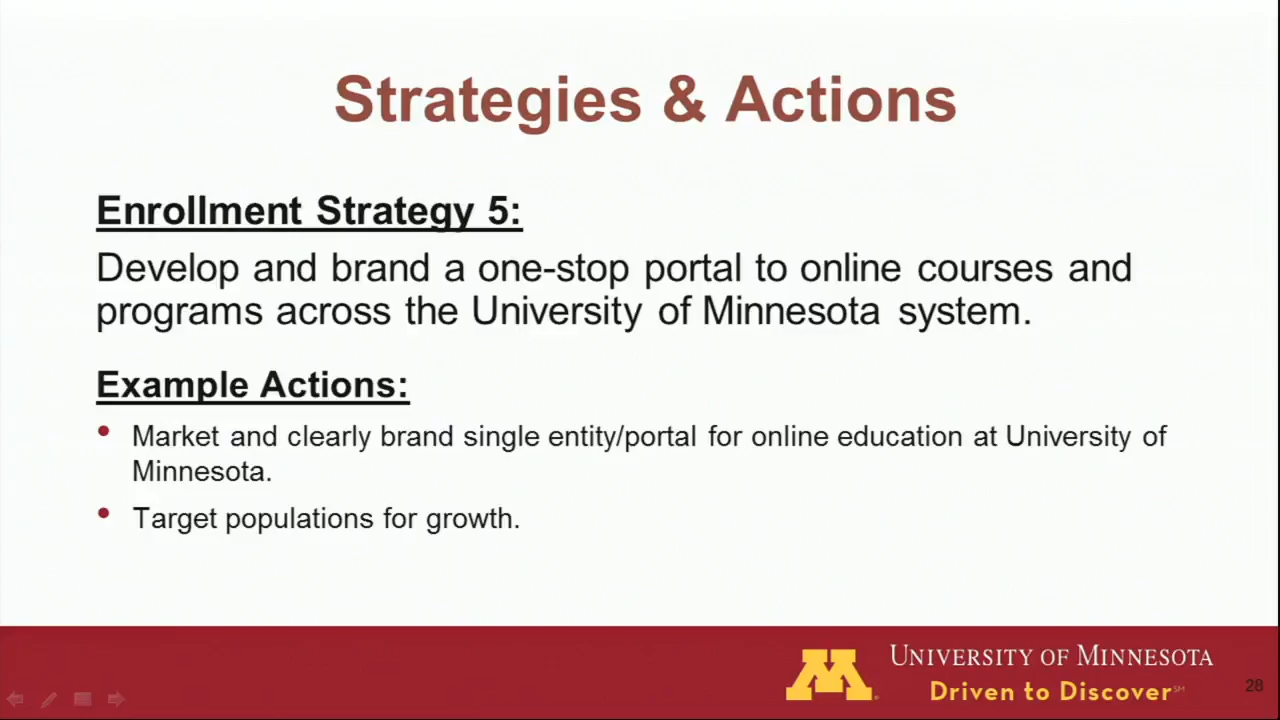 Strategies & Actions
Enrollment Strategy 5:
Develop and brand a one-stop portal to online courses and
programs across the University of Minnesota system.
Example Actions:
• Market and clearly brand single entity/portal for online education at University of
Minnesota.
• Target populations for growth.
M
UNIVERSITY OF MINNESOTA
Driven to Discover℠
28